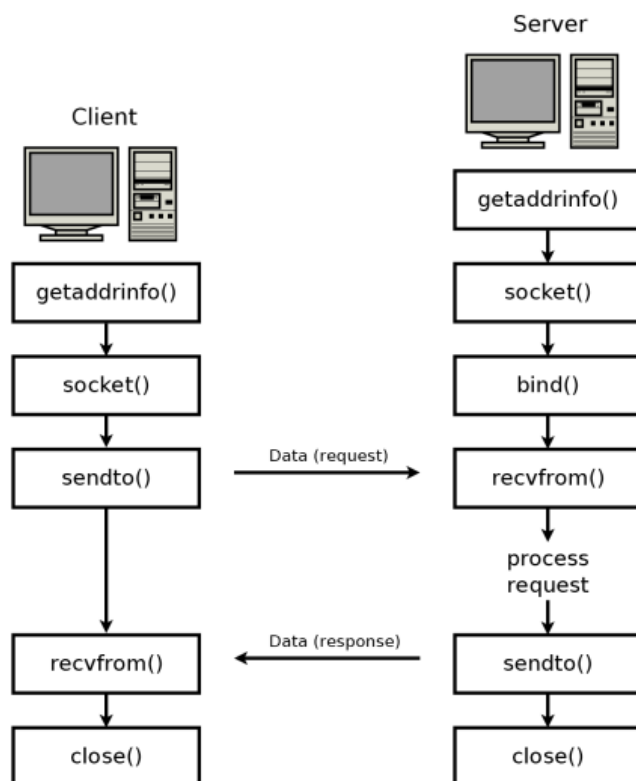 Server
Client
getaddrinfo()
getaddrinfo()
socket()
socket()
bind()
sendto()
Data (request)
recvfrom()
process
request
recvfrom()
Data (response)
sendto()
close()
close()